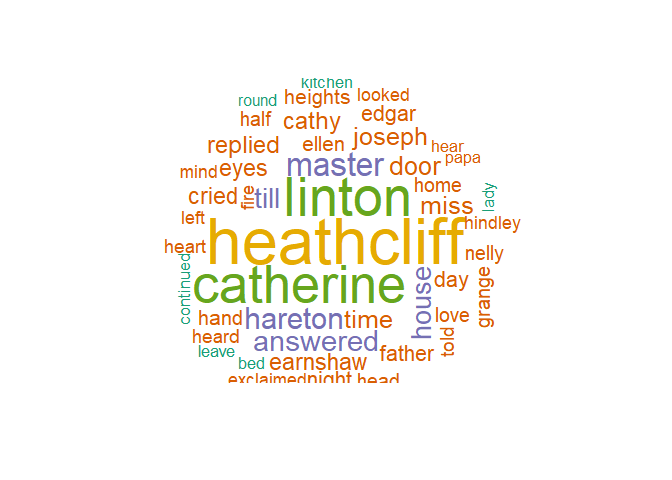 kitchen
round heights looked
half cathy edgar
replied ellen joseph hear
mind eyes master door papa
cried fire till linton home lady
left miss
heathcliff hindley
heart nelly
continued catherine house day grange
hand hareton time love
heard answered told
leave father
bed earnshaw
exclaimed night head